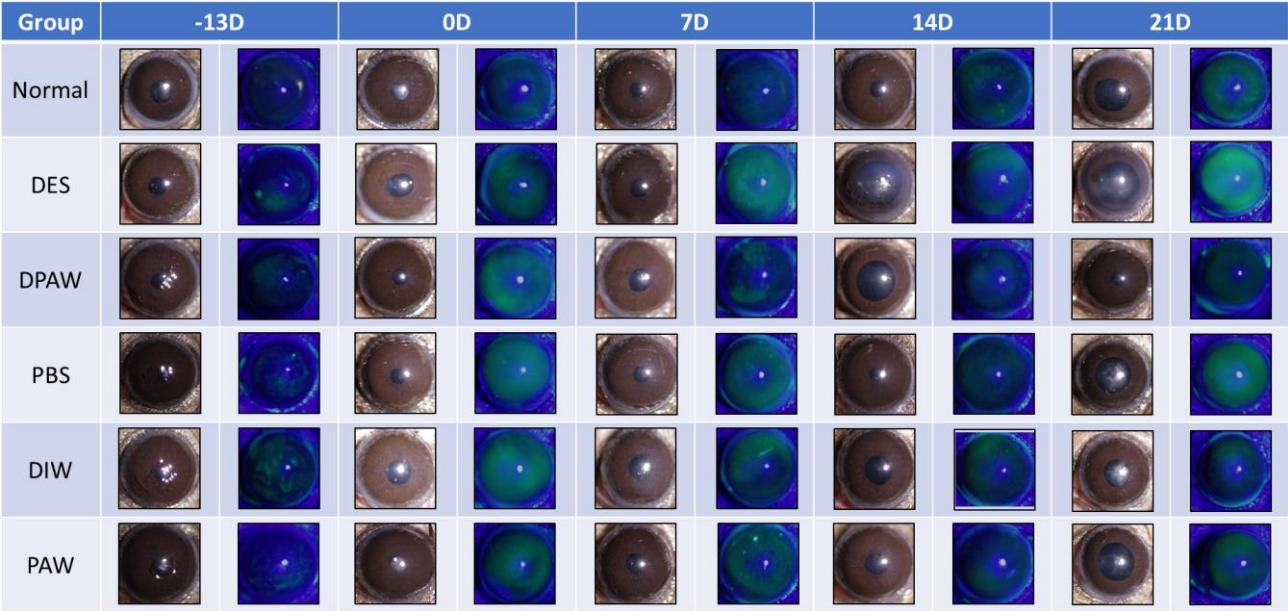 Group -13D 0D 7D 14D 21D
Normal
DES
DPAW
PBS
DIW
PAW